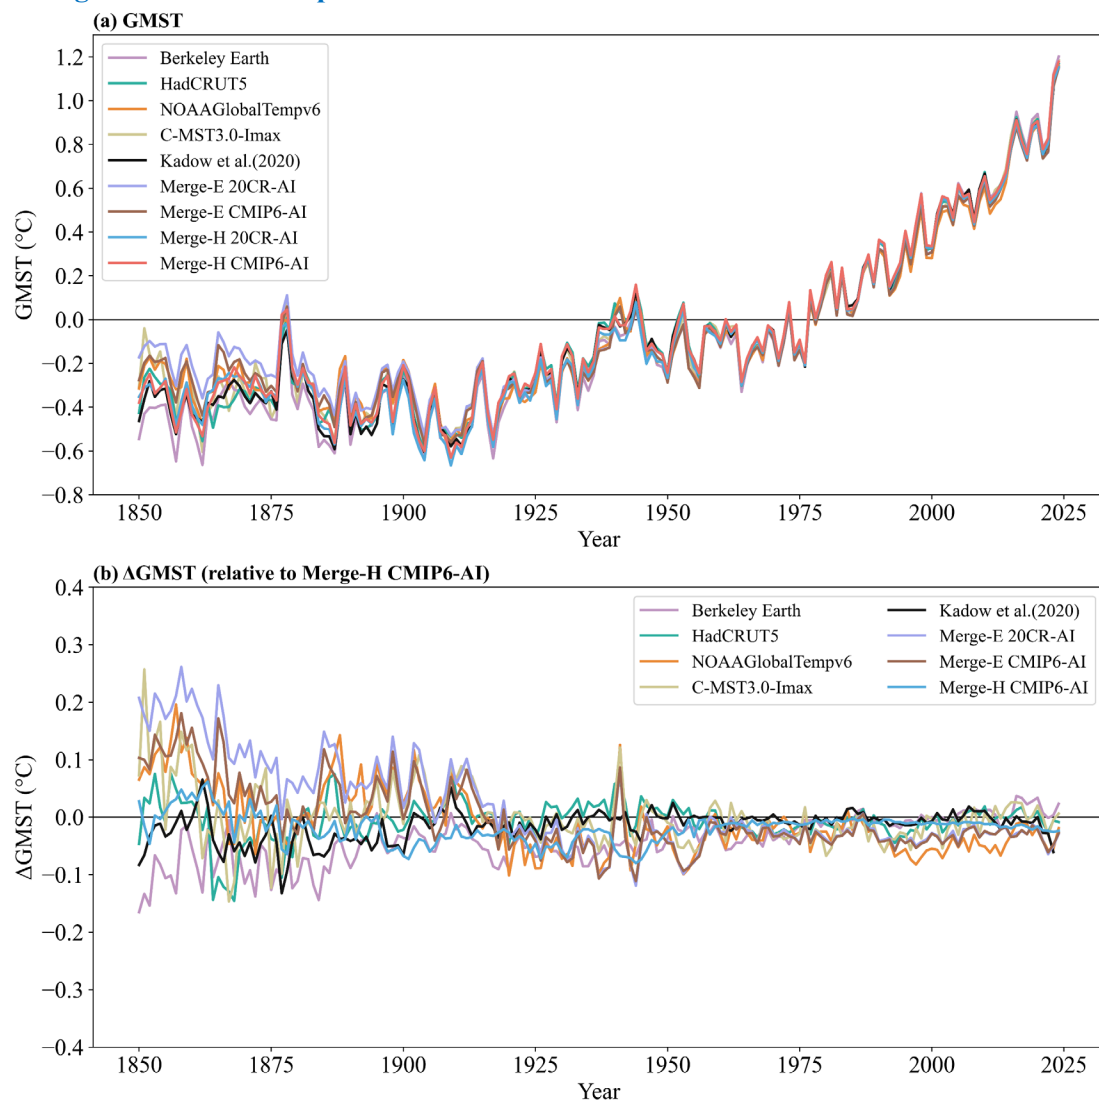 (a) GMST
1.2
1.0
0.8
0.6
0.4
0.2
0.0
−0.2
−0.4
−0.6
−0.8
GMST (°C)
Berkeley Earth
HadCRUT5
NOAAGlobalTempv6
C-MST3.0-Imax
Kadow et al.(2020)
Merge-E 20CR-AI
Merge-E CMIP6-AI
Merge-H 20CR-AI
Merge-H CMIP6-AI
1850 1875 1900 1925 1950 1975 2000 2025
Year
(b) ΔGMST (relative to Merge-H CMIP6-AI)
0.4
0.3
0.2
0.1
0.0
−0.1
−0.2
−0.3
−0.4
ΔGMST (°C)
Berkeley Earth
HadCRUT5
NOAAGlobalTempv6
C-MST3.0-Imax
Kadow et al.(2020)
Merge-E 20CR-AI
Merge-E CMIP6-AI
Merge-H CMIP6-AI
1850 1875 1900 1925 1950 1975 2000 2025
Year